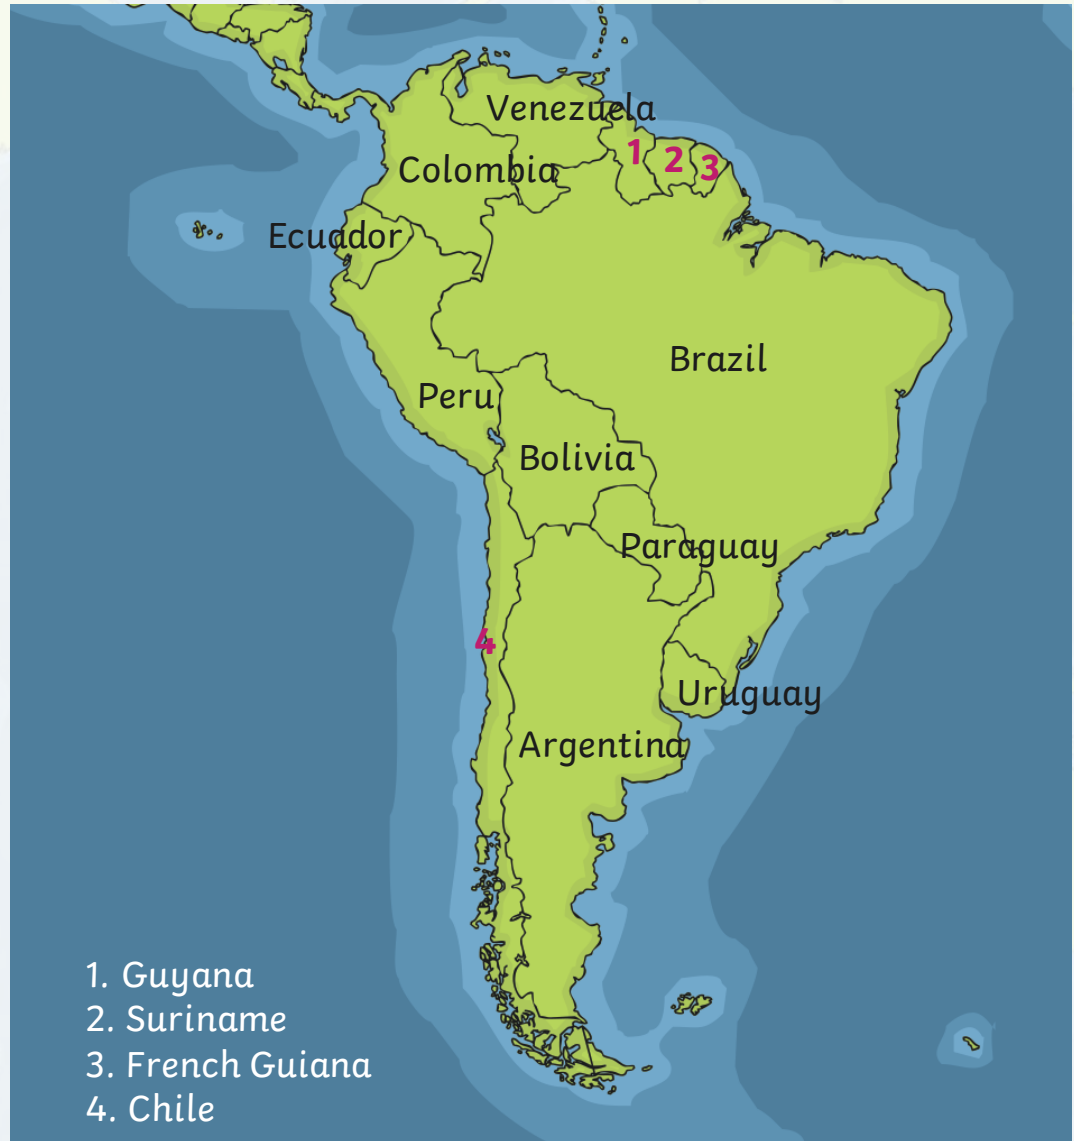 Venezuela
1
2
3
Colombia
Ecuador
Brazil
Peru
Bolivia
Paraguay
4
Uruguay
Argentina
1. Guyana
2. Suriname
3. French Guiana
4. Chile